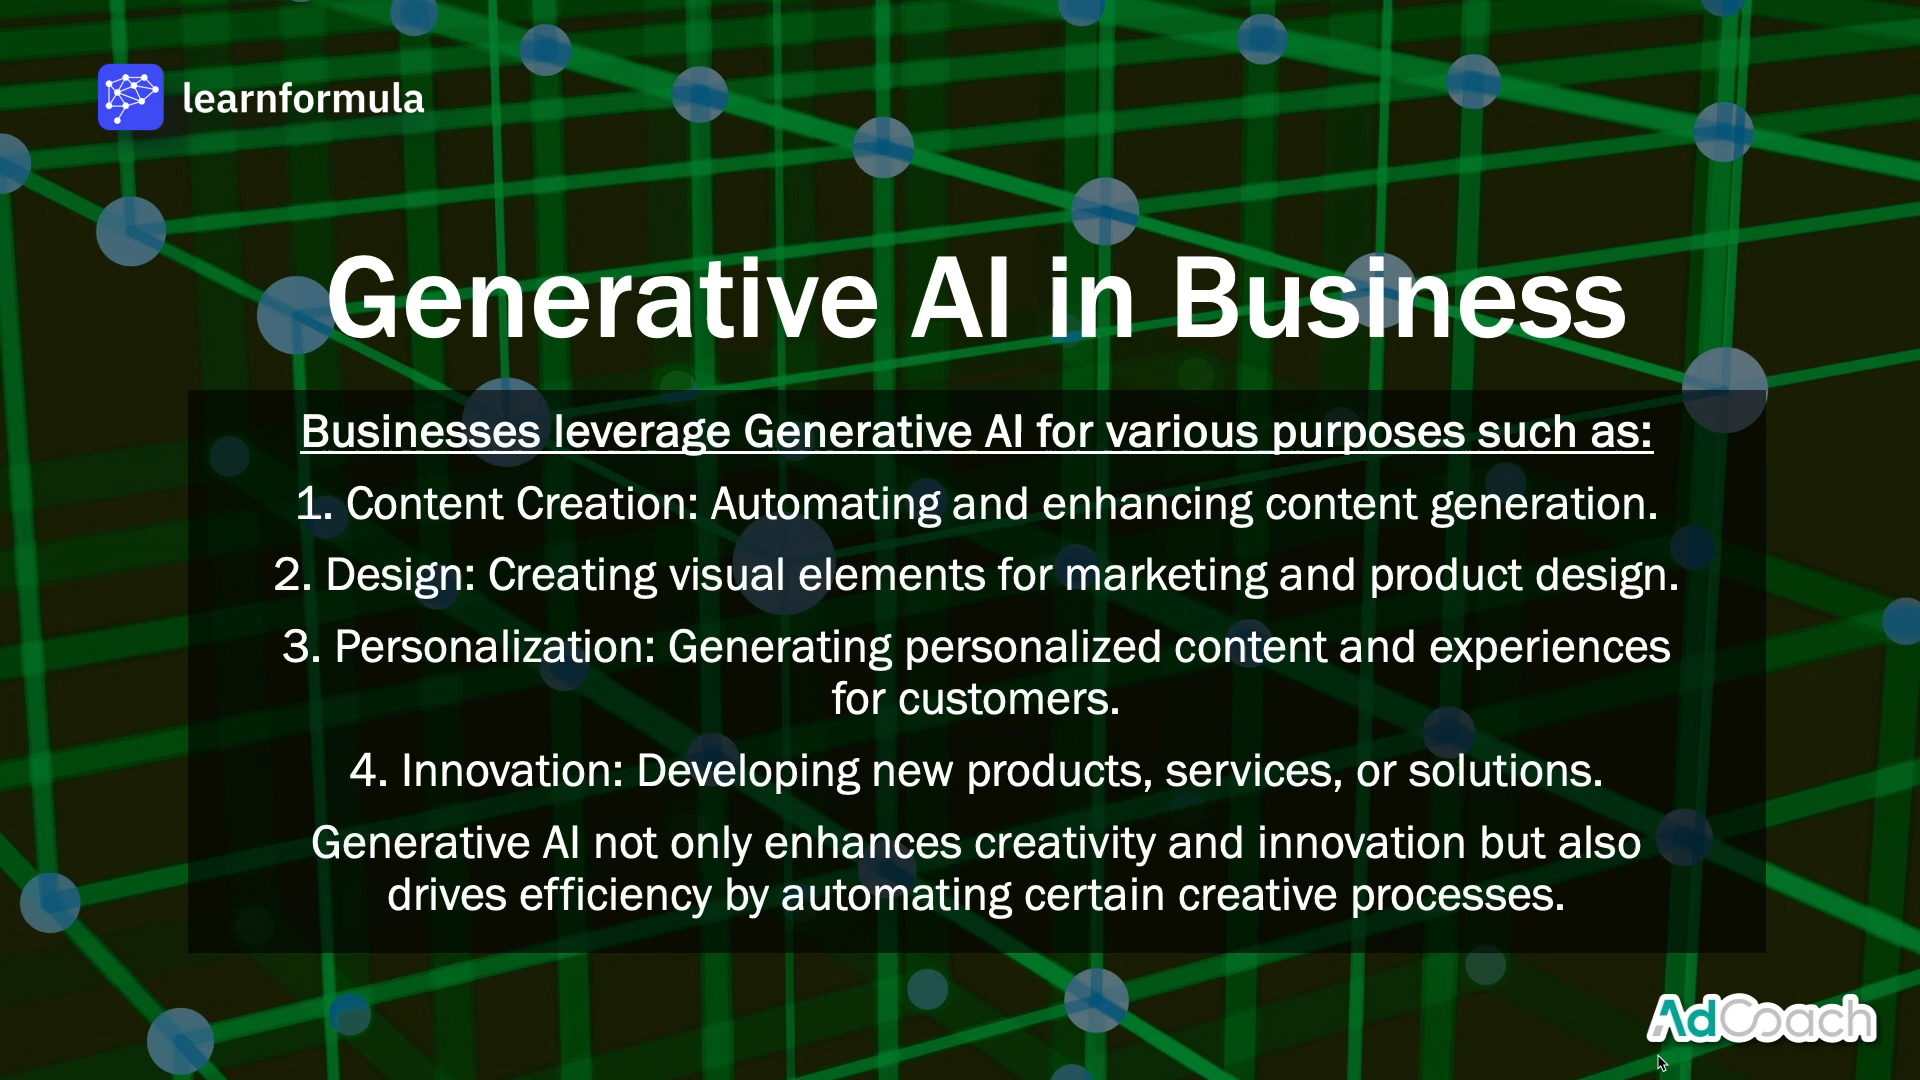 learnformula
Generative AI in Business
Businesses leverage Generative AI for various purposes such as:
1. Content Creation: Automating and enhancing content generation.
2. Design: Creating visual elements for marketing and product design.
3. Personalization: Generating personalized content and experiences
for customers.
4. Innovation: Developing new products, services, or solutions.
Generative AI not only enhances creativity and innovation but also
drives efficiency by automating certain creative processes.
AdCoach